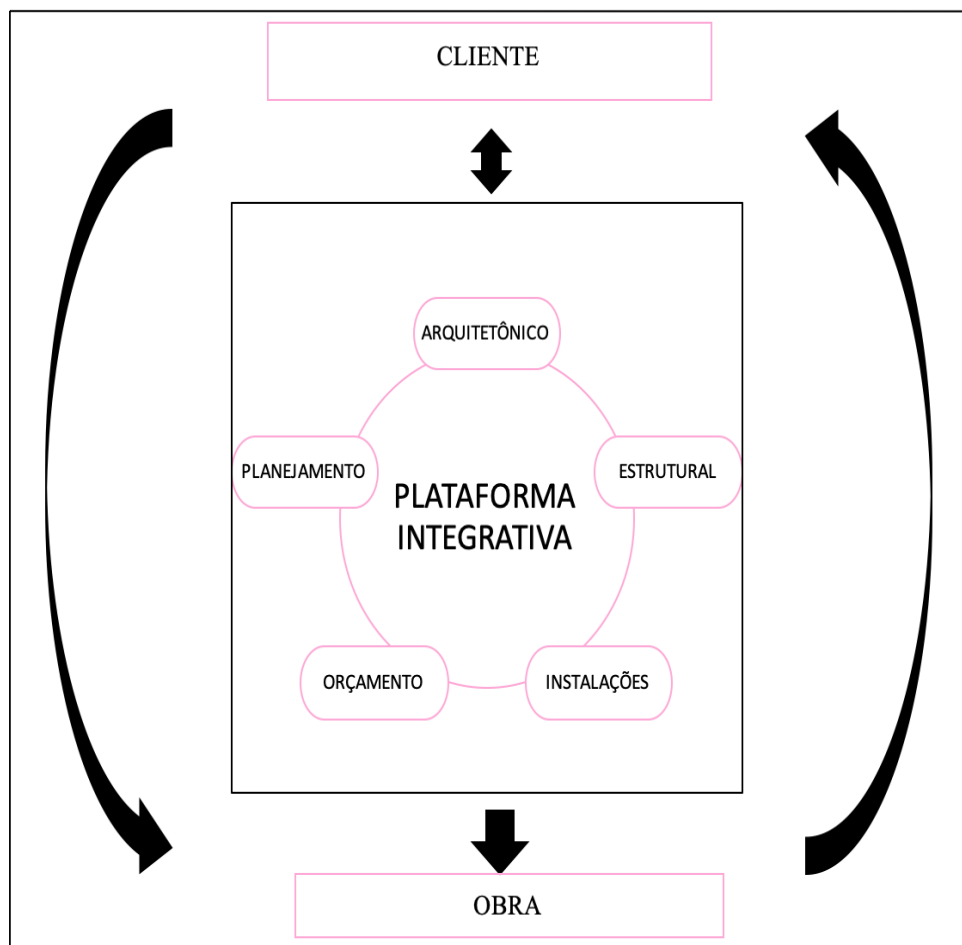 CLIENTE
ARQUITETÔNICO
PLANEJAMENTO
ESTRUTURAL
PLATAFORMA
INTEGRATIVA
ORÇAMENTO
INSTALAÇÕES
OBRA